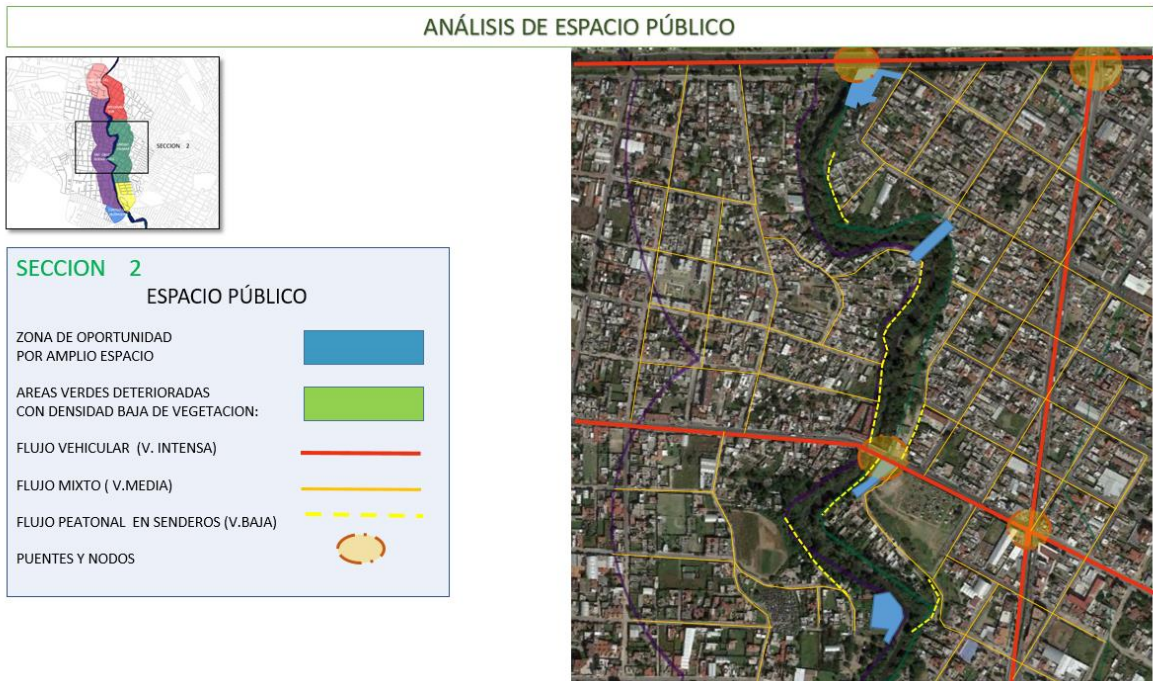 ANÁLISIS DE ESPACIO PÚBLICO
SECCION 2
SECCION 2
ESPACIO PÚBLICO
ZONA DE OPORTUNIDAD
POR AMPLIO ESPACIO
AREAS VERDES DETERIORADAS
CON DENSIDAD BAJA DE VEGETACION:
FLUJO VEHICULAR (V. INTENSA)
FLUJO MIXTO ( V.MEDIA)
FLUJO PEATONAL EN SENDEROS (V.BAJA)
PUENTES Y NODOS